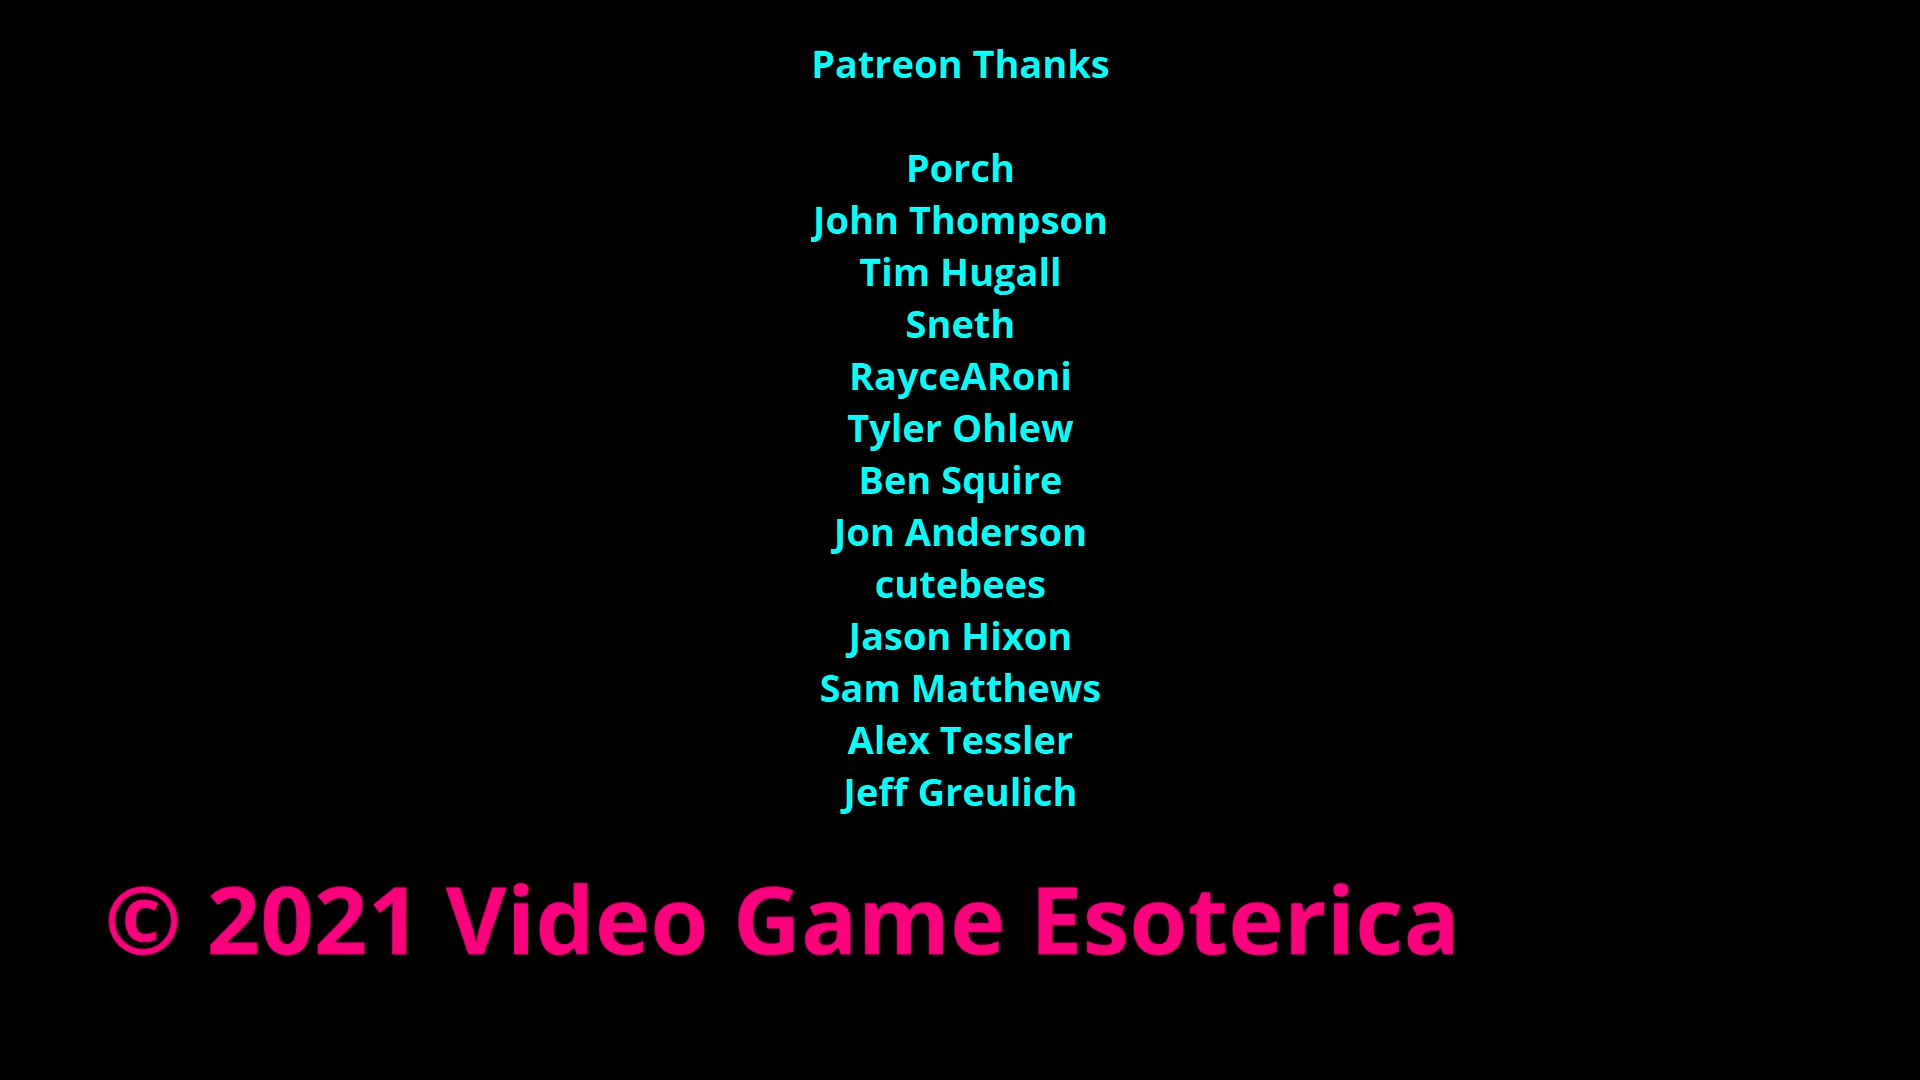 Patreon Thanks
Porch
John Thompson
Tim Hugall
Sneth
RayceARoni
Tyler Ohlew
Ben Squire
Jon Anderson
cutebees
Jason Hixon
Sam Matthews
Alex Tessler
Jeff Greulich
© 2021 Video Game Esoterica